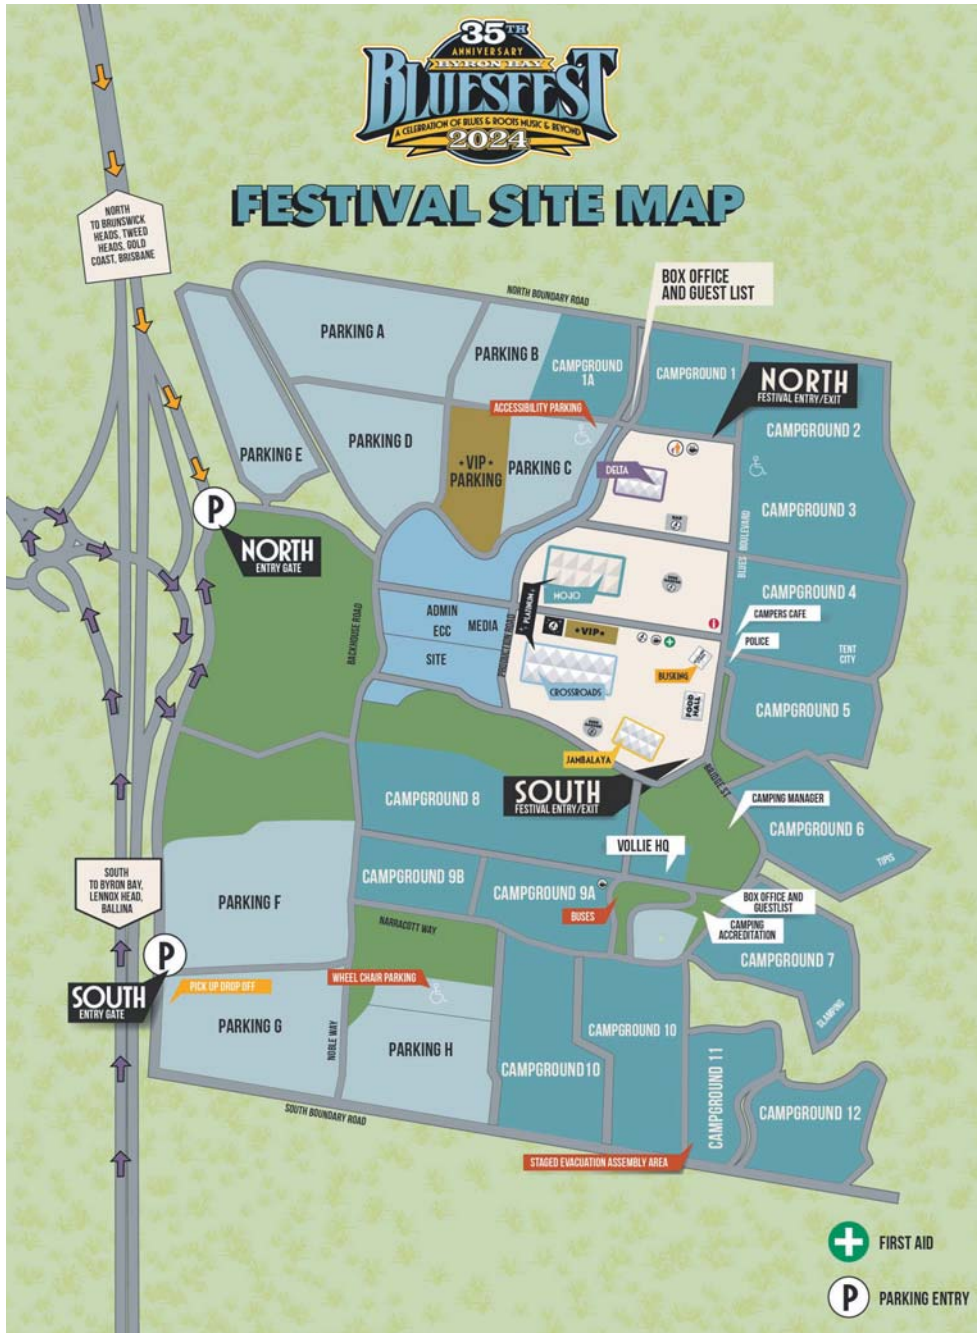 35TH
ANNIVERSARY
BYRON BAY
BLUESFEST
A CELEBRATION OF BLUES & ROOTS MUSIC & BEYOND
2024
FESTIVAL SITE MAP
NORTH
TO BRUNSWICK
HEADS, TWEED
HEADS, GOLD
COAST, BRISBANE
BOX OFFICE
AND GUEST LIST
NORTH BOUNDARY ROAD
PARKING A
PARKING B
CAMPGROUND
1A
CAMPGROUND 1
NORTH
FESTIVAL ENTRY/EXIT
ACCESSIBILITY PARKING
CAMPGROUND 2
PARKING D
PARKING E
VIP
PARKING
PARKING C
DELTA
CAMPGROUND 3
BLUES BOULEVARD
P
NORTH
ENTRY GATE
BAR
MOJO
CAMPGROUND 4
CAMPERS CAFE
POLICE
TENT
CITY
ADMIN
ECC
MEDIA
SITE
BACKHOUSE ROAD
PLATINUM
VIP
BUSKING
CROSSROADS
FOOD
HALL
CAMPGROUND 5
JAMBALAYA
BRIDGE ST
SOUTH
FESTIVAL ENTRY/EXIT
CAMPGROUND 8
CAMPING MANAGER
CAMPGROUND 6
TIPIS
VOLLIE HQ
SOUTH
TO BYRON BAY,
LENNOX HEAD,
BALLINA
CAMPGROUND 9B
CAMPGROUND 9A
PARKING F
BUSES
BOX OFFICE AND
GUESTLIST
CAMPING
ACCREDITATION
NARRACOTT WAY
P
CAMPGROUND 7
WHEEL CHAIR PARKING
SOUTH
ENTRY GATE
PICK UP DROP OFF
GLAMPING
PARKING G
NOBLE WAY
PARKING H
CAMPGROUND 10
CAMPGROUND 10
CAMPGROUND 11
CAMPGROUND 12
SOUTH BOUNDARY ROAD
STAGED EVACUATION ASSEMBLY AREA
FIRST AID
P
PARKING ENTRY